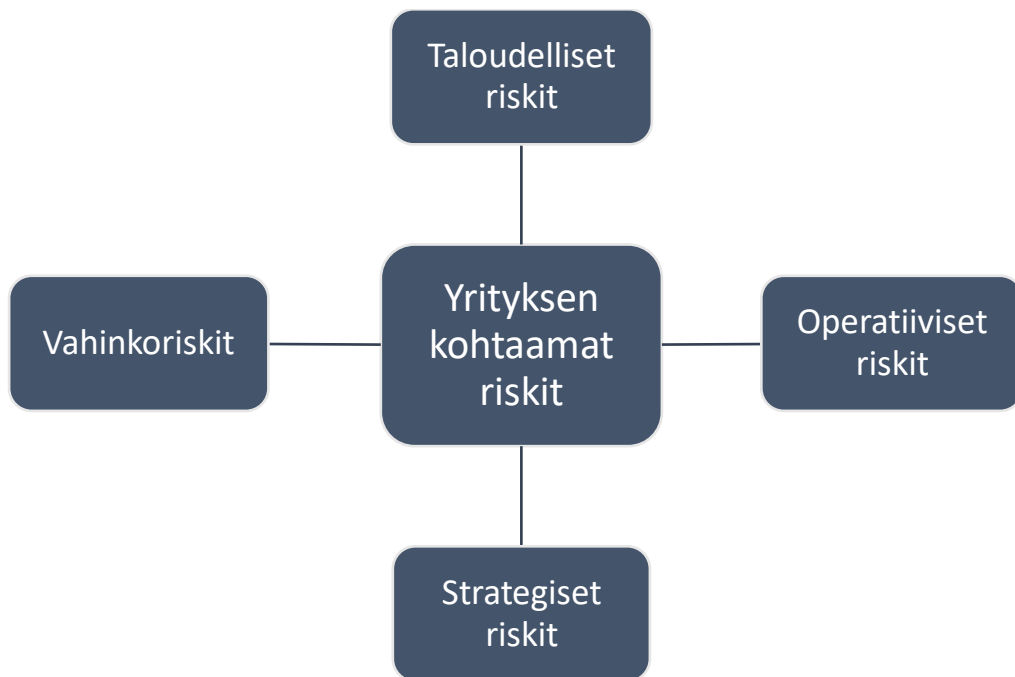 Taloudelliset
riskit
Vahinkoriskit
Yrityksen
kohtaamat
riskit
Operatiiviset
riskit
Strategiset
riskit